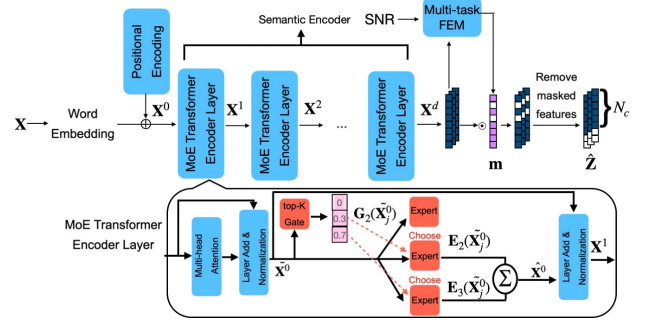 Semantic Encoder
SNR
Multi-task
FEM
Positional
Encoding
X
Word
Embedding
X⁰
MoE Transformer
Encoder Layer
X¹
MoE Transformer
Encoder Layer
X²
...
MoE Transformer
Encoder Layer
Xᵈ
m
Remove
masked
features
Ẑ
N_c
MoE Transformer
Encoder Layer
Multi-head
Attention
Layer Add &
Normalization
X̃⁰
top-K
Gate
0
0.3
0.7
G₂(X̃ⱼ⁰)
Expert
Choose
Expert
E₂(X̃ⱼ⁰)
Choose
Expert
E₃(X̃ⱼ⁰)
Σ
X̂⁰
Layer Add &
Normalization
X¹